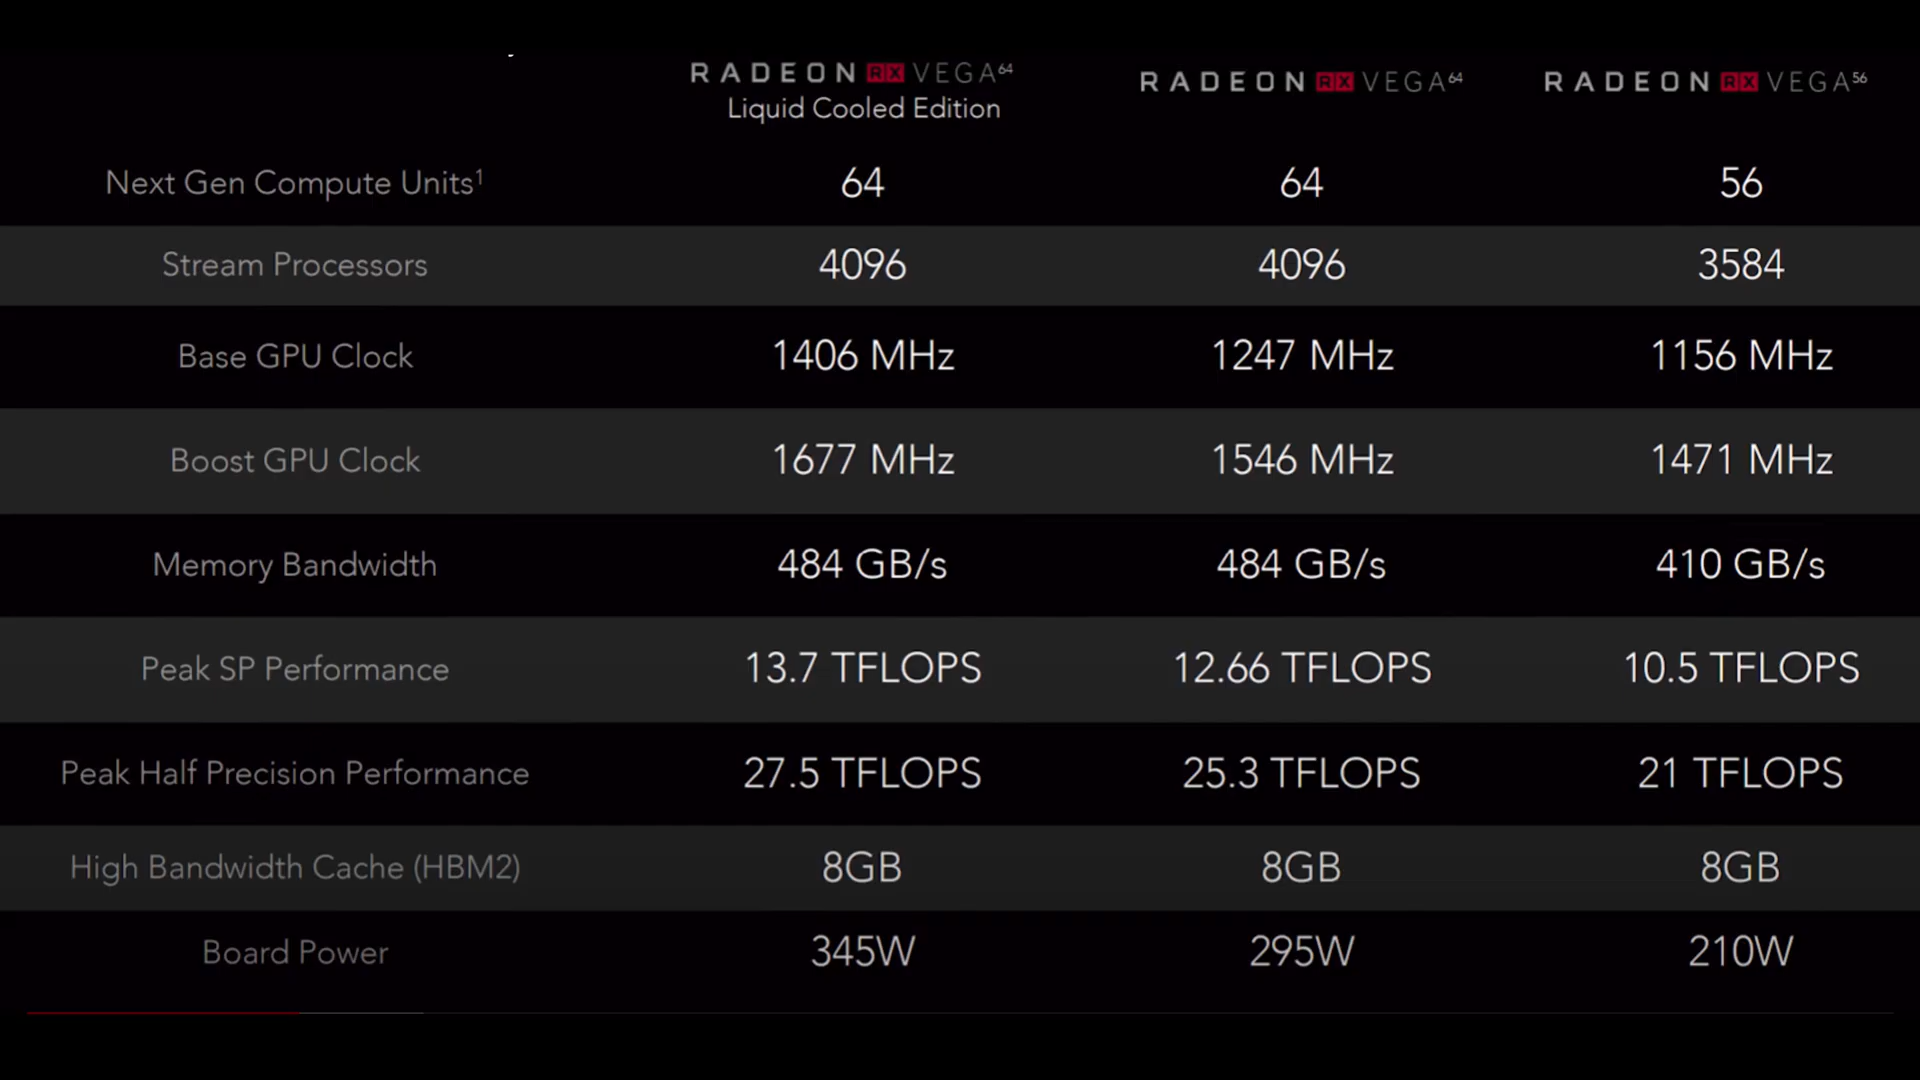 RADEON RX VEGA⁶⁴ RADEON RX VEGA⁶⁴ RADEON RX VEGA⁵⁶
Liquid Cooled Edition
Next Gen Compute Units¹ 64 64 56
Stream Processors 4096 4096 3584
Base GPU Clock 1406 MHz 1247 MHz 1156 MHz
Boost GPU Clock 1677 MHz 1546 MHz 1471 MHz
Memory Bandwidth 484 GB/s 484 GB/s 410 GB/s
Peak SP Performance 13.7 TFLOPS 12.66 TFLOPS 10.5 TFLOPS
Peak Half Precision Performance 27.5 TFLOPS 25.3 TFLOPS 21 TFLOPS
High Bandwidth Cache (HBM2) 8GB 8GB 8GB
Board Power 345W 295W 210W